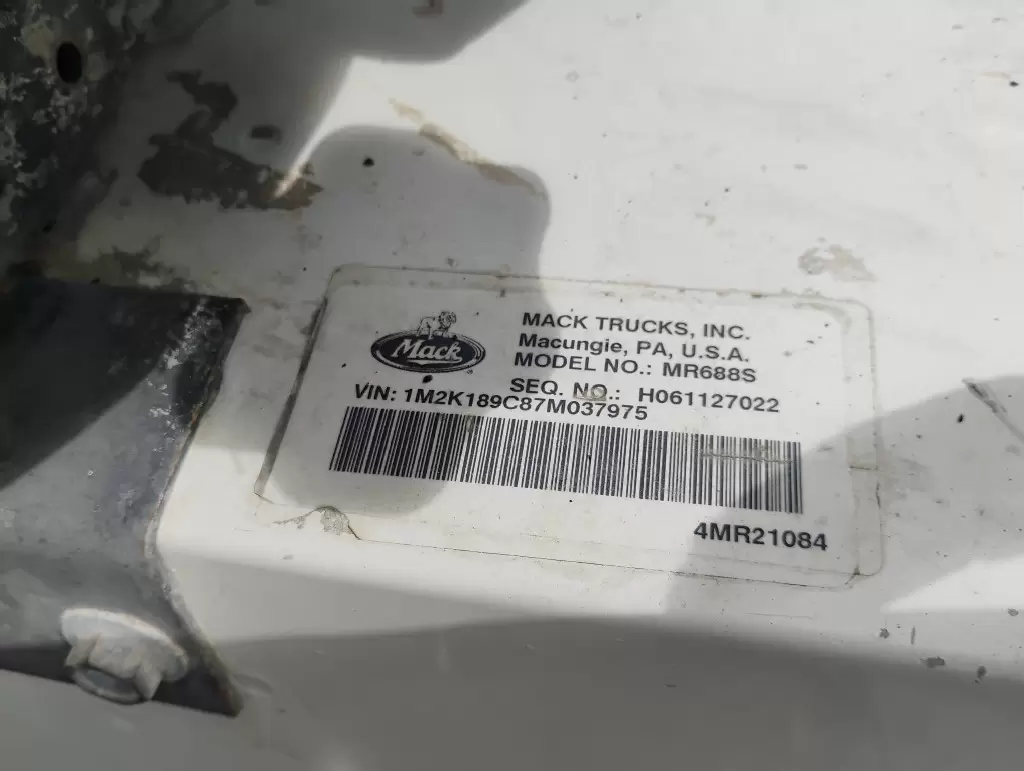 Mack
MACK TRUCKS, INC.
Macungie, PA, U.S.A.
MODEL NO.: MR688S
SEQ. NO.: H061127022
VIN: 1M2K189C87M037975
4MR21084